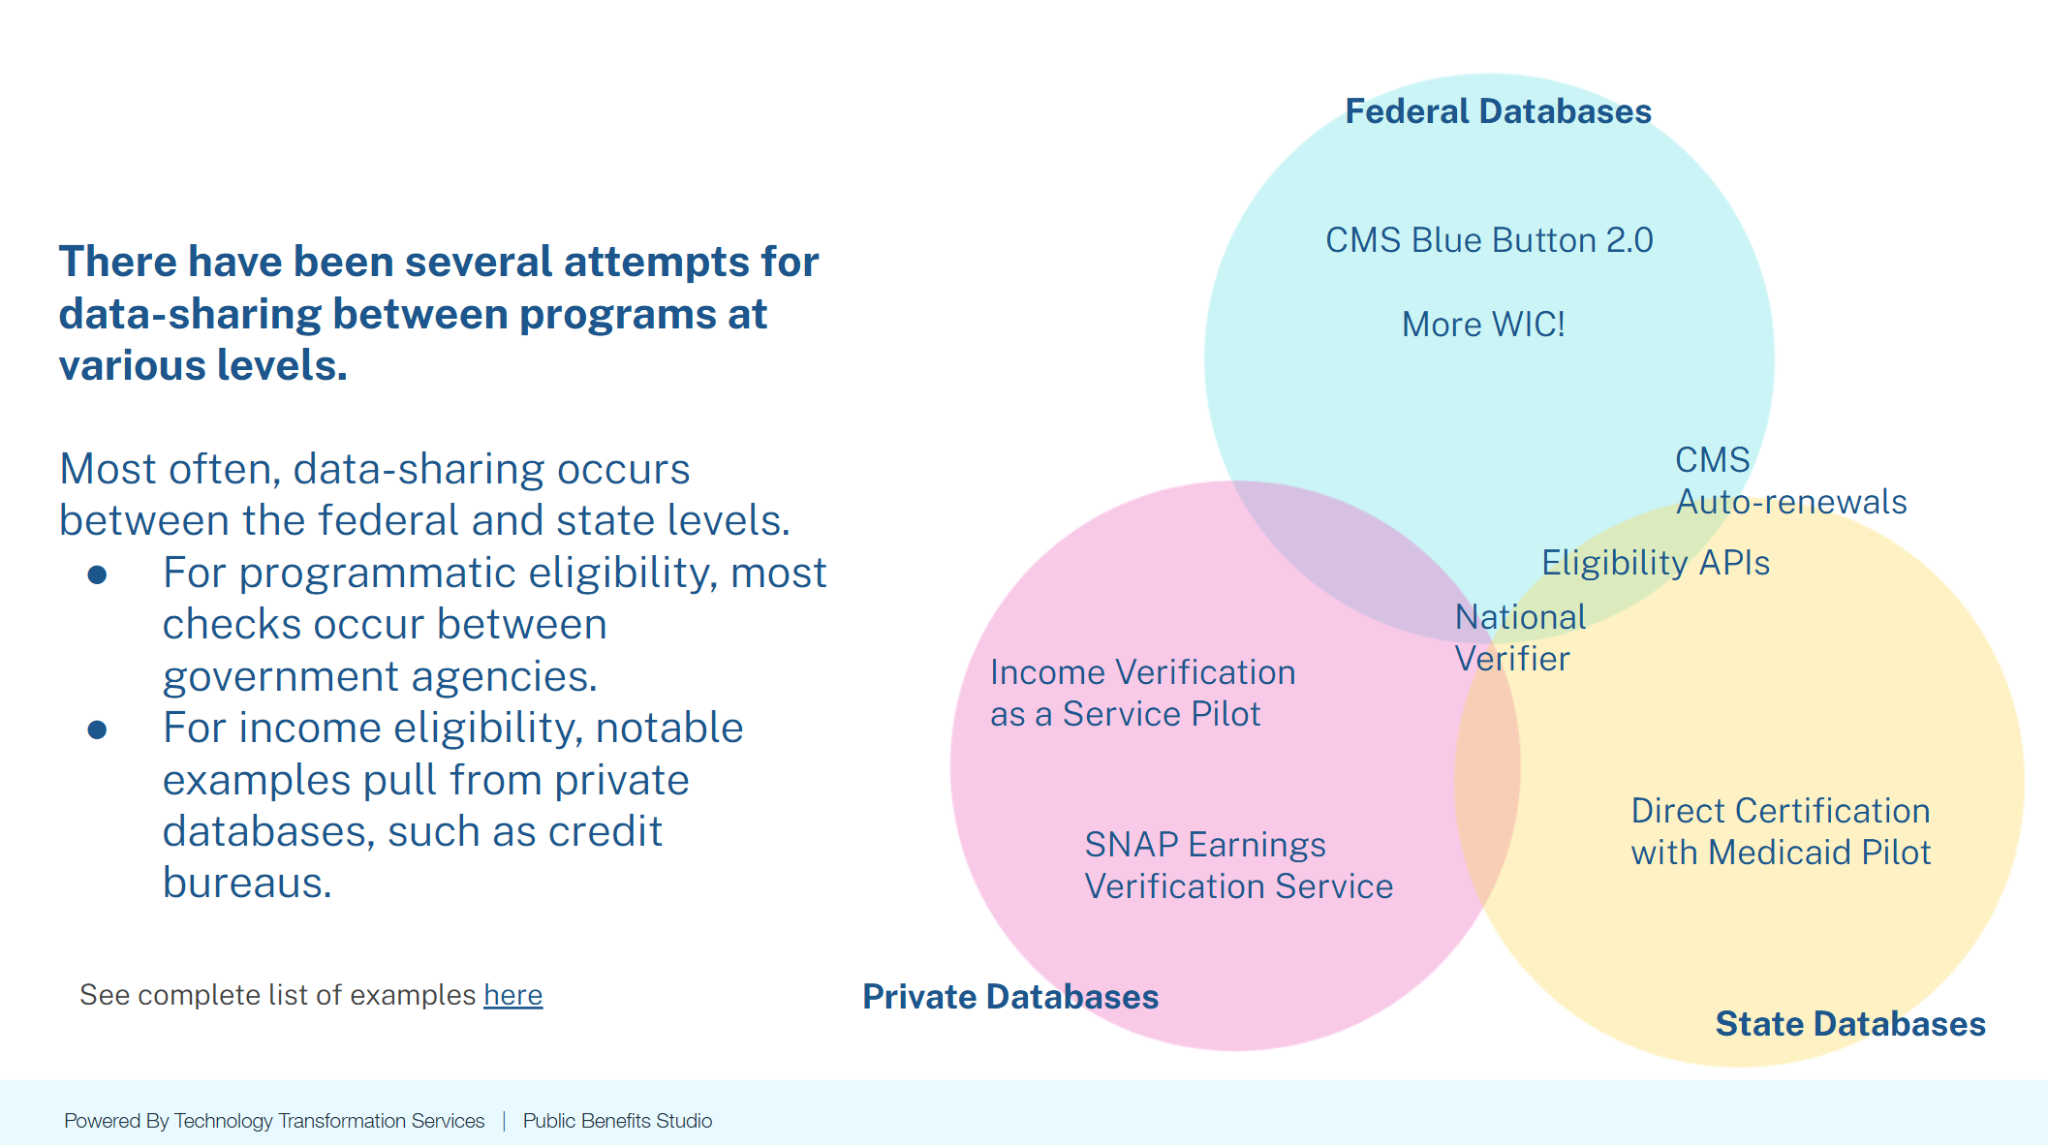 There have been several attempts for
data-sharing between programs at
various levels.
Most often, data-sharing occurs
between the federal and state levels.
● For programmatic eligibility, most
checks occur between
government agencies.
● For income eligibility, notable
examples pull from private
databases, such as credit
bureaus.
See complete list of examples here
Federal Databases
CMS Blue Button 2.0
More WIC!
CMS
Auto-renewals
Eligibility APIs
National
Verifier
Income Verification
as a Service Pilot
SNAP Earnings
Verification Service
Direct Certification
with Medicaid Pilot
Private Databases
State Databases
Powered By Technology Transformation Services | Public Benefits Studio